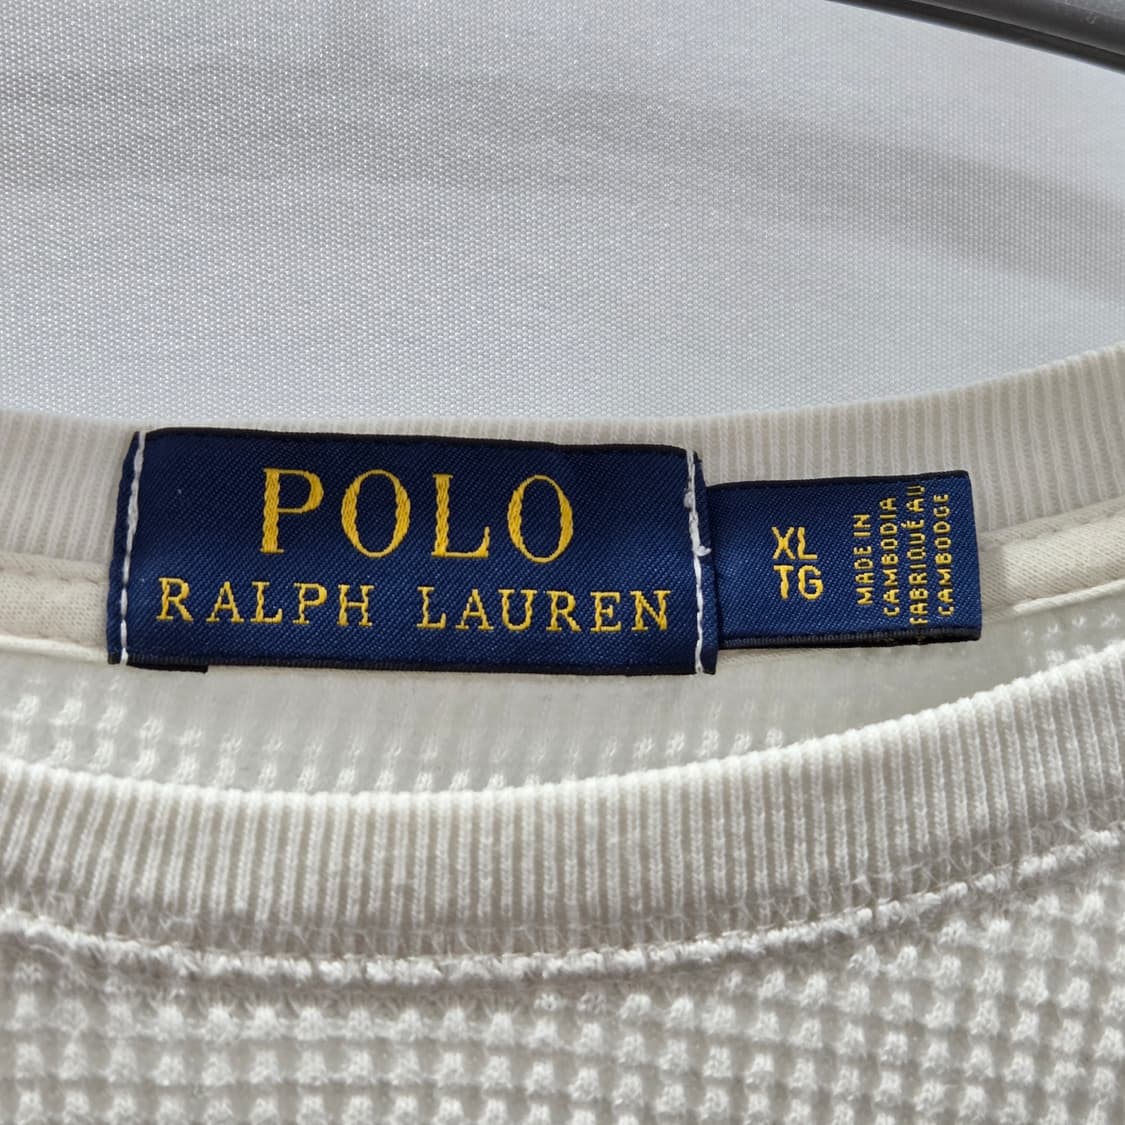 POLO
RALPH LAUREN
XL
TG
MADE IN
CAMBODIA
FABRIQUÉ AU
CAMBODGE